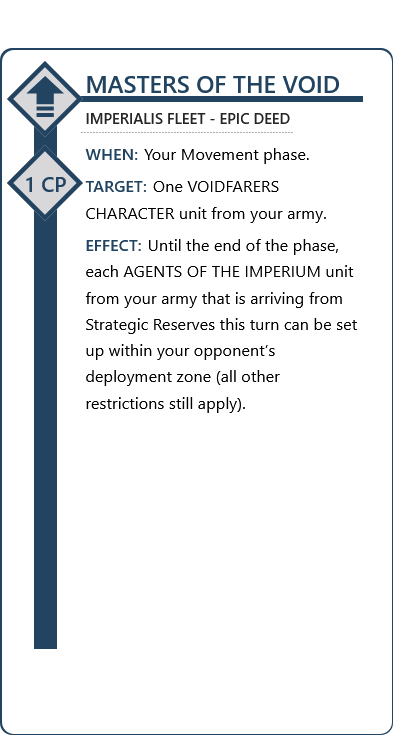 MASTERS OF THE VOID
IMPERIALIS FLEET - EPIC DEED
WHEN: Your Movement phase.
1 CP
TARGET: One VOIDFARERS
CHARACTER unit from your army.
EFFECT: Until the end of the phase,
each AGENTS OF THE IMPERIUM unit
from your army that is arriving from
Strategic Reserves this turn can be set
up within your opponent’s
deployment zone (all other
restrictions still apply).